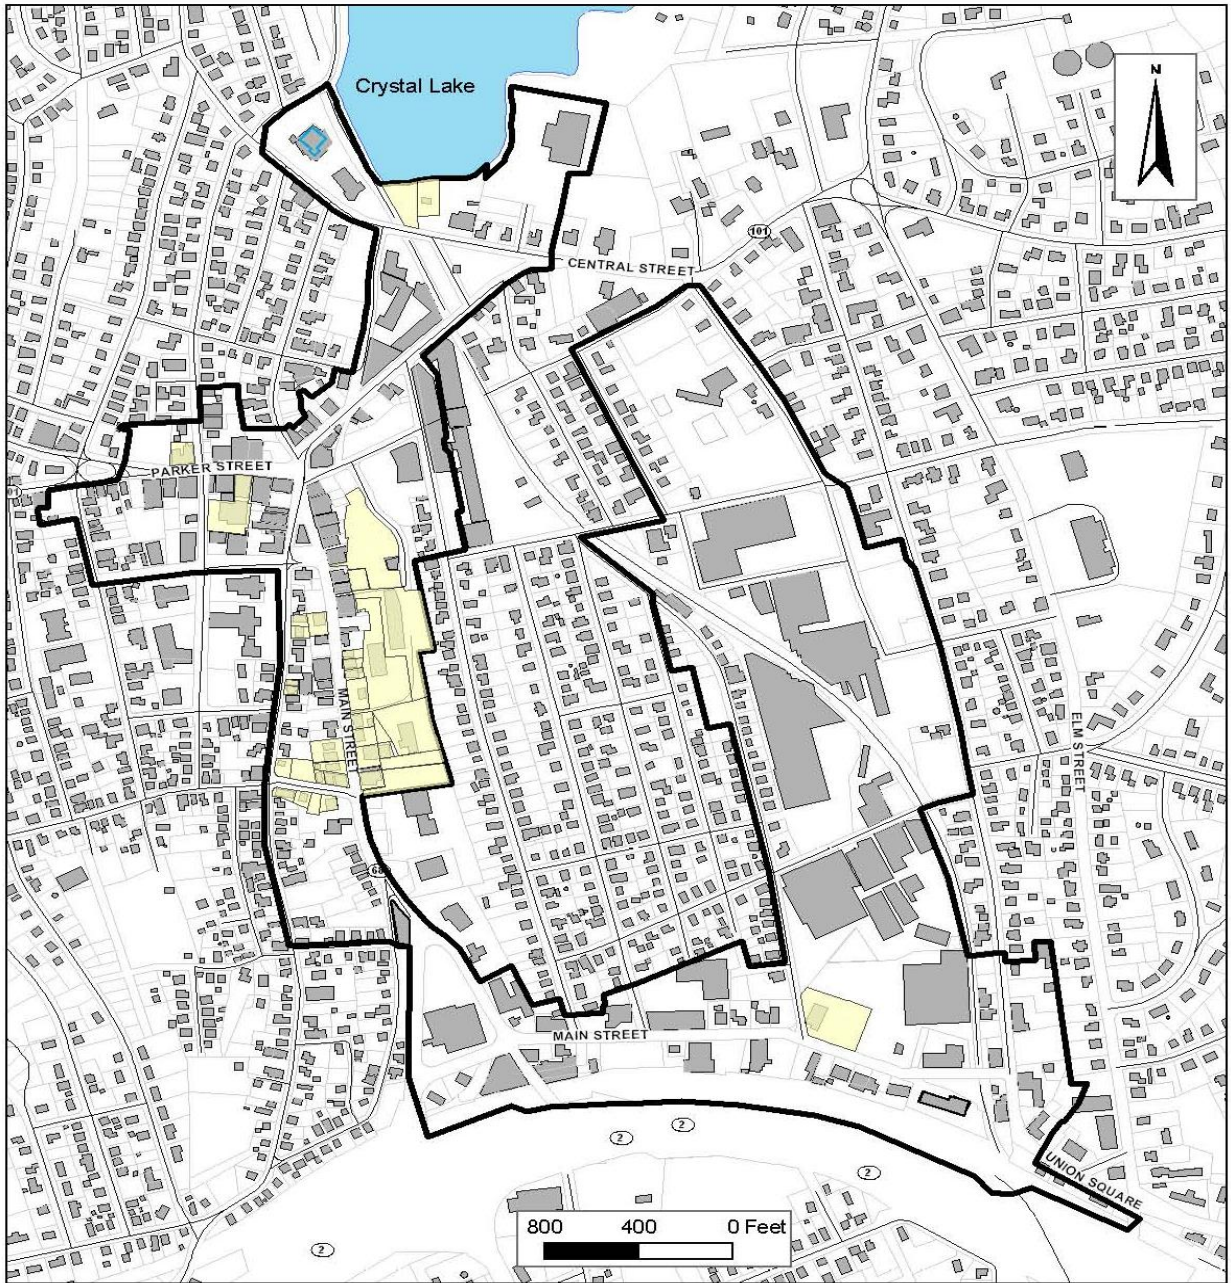 Crystal Lake
N
101
CENTRAL STREET
PARKER STREET
01
MAIN STREET
ELM STREET
68
MAIN STREET
2
2
2
UNION SQUARE
2
800 400 0 Feet